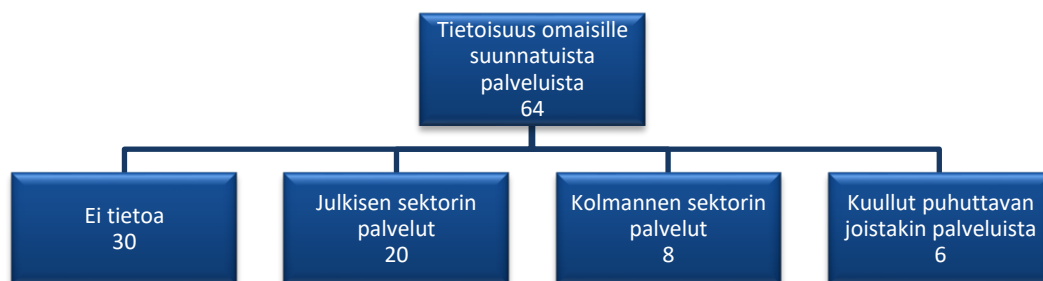 Tietoisuus omaisille
suunnatuista
palveluista
64
Ei tietoa
30
Julkisen sektorin
palvelut
20
Kolmannen sektorin
palvelut
8
Kuullut puhuttavan
joistakin palveluista
6